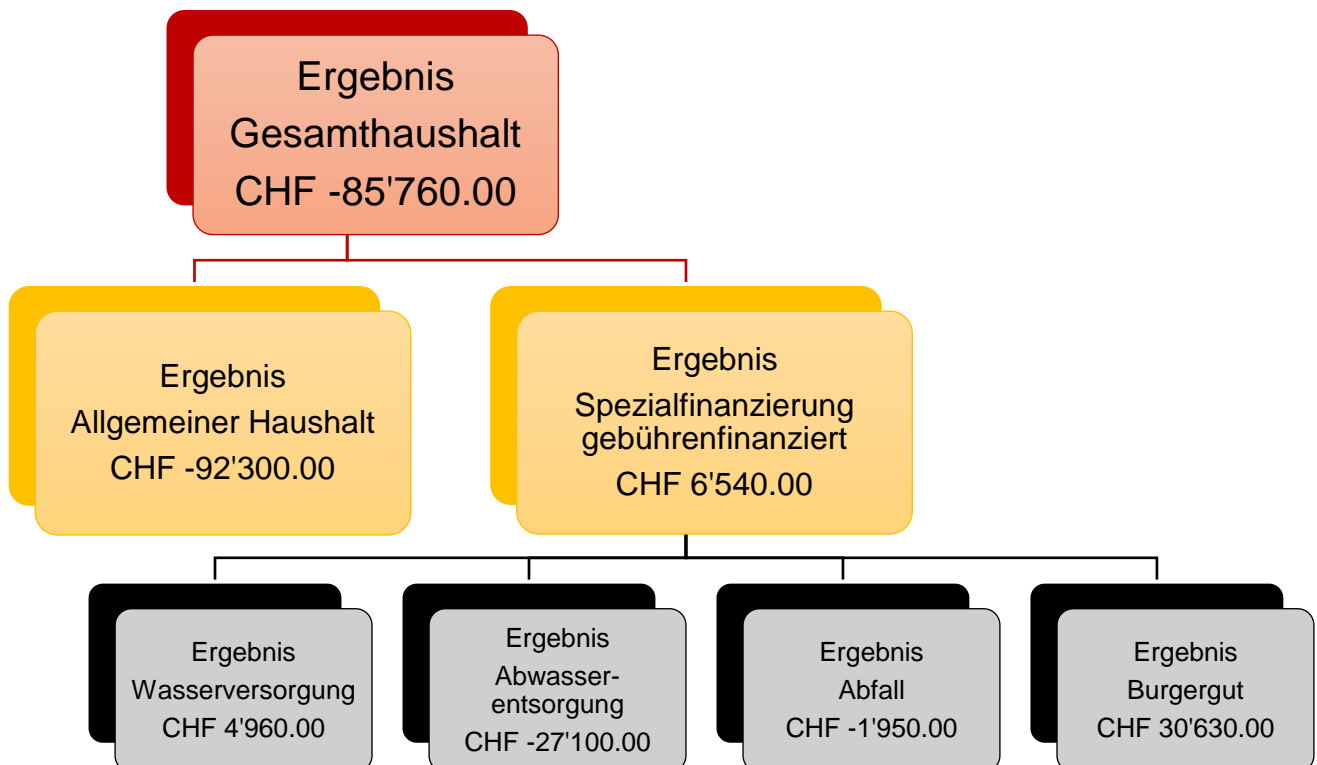 Ergebnis
Gesamthaushalt
CHF -85'760.00
Ergebnis
Allgemeiner Haushalt
CHF -92'300.00
Ergebnis
Spezialfinanzierung
gebührenfinanziert
CHF 6'540.00
Ergebnis
Wasserversorgung
CHF 4'960.00
Ergebnis
Abwasser-
entsorgung
CHF -27'100.00
Ergebnis
Abfall
CHF -1'950.00
Ergebnis
Burgergut
CHF 30'630.00